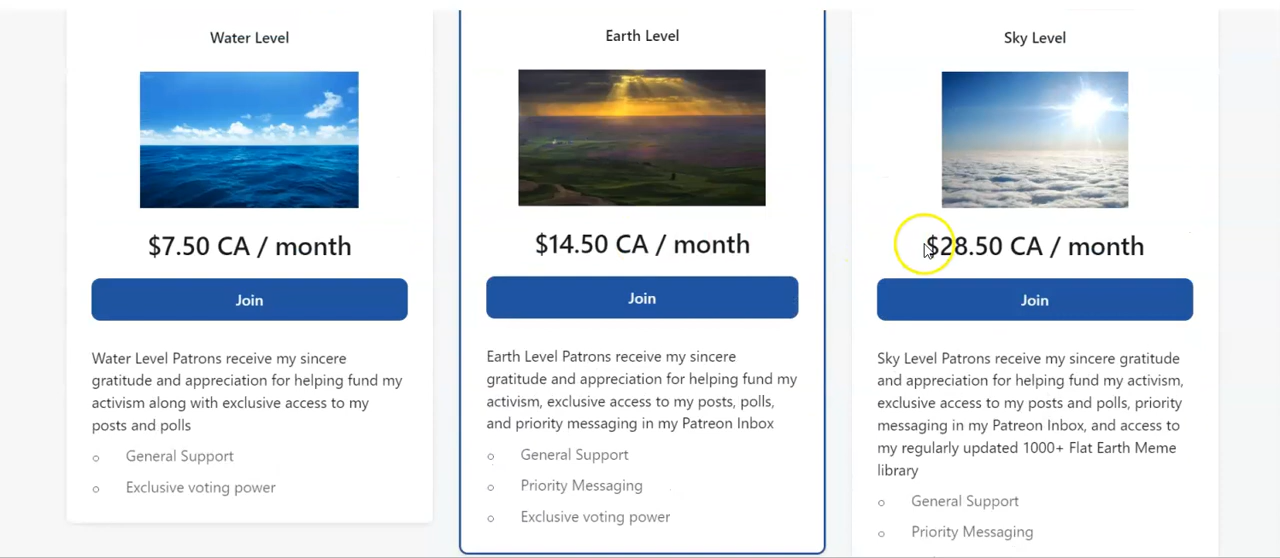 Water Level
$7.50 CA / month
Join
Water Level Patrons receive my sincere
gratitude and appreciation for helping fund my
activism along with exclusive access to my
posts and polls
General Support
Exclusive voting power
Earth Level
$14.50 CA / month
Join
Earth Level Patrons receive my sincere
gratitude and appreciation for helping fund my
activism, exclusive access to my posts, polls,
and priority messaging in my Patreon Inbox
General Support
Priority Messaging
Exclusive voting power
Sky Level
$28.50 CA / month
Join
Sky Level Patrons receive my sincere gratitude
and appreciation for helping fund my activism,
exclusive access to my posts and polls, priority
messaging in my Patreon Inbox, and access to
my regularly updated 1000+ Flat Earth Meme
library
General Support
Priority Messaging